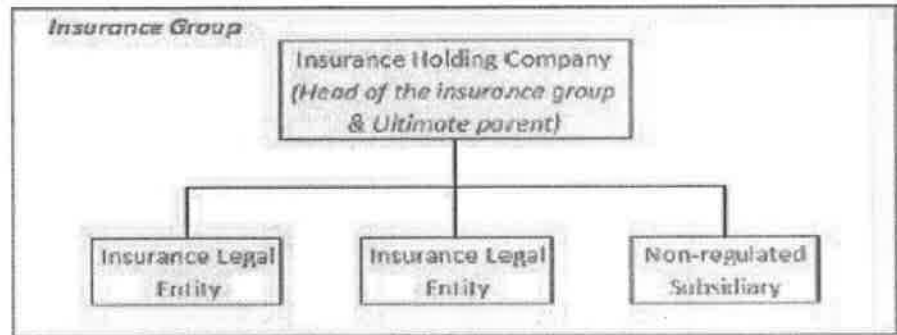 Insurance Group
Insurance Holding Company
(Head of the insurance group
& Ultimate parent)
Insurance Legal
Entity
Insurance Legal
Entity
Non-regulated
Subsidiary